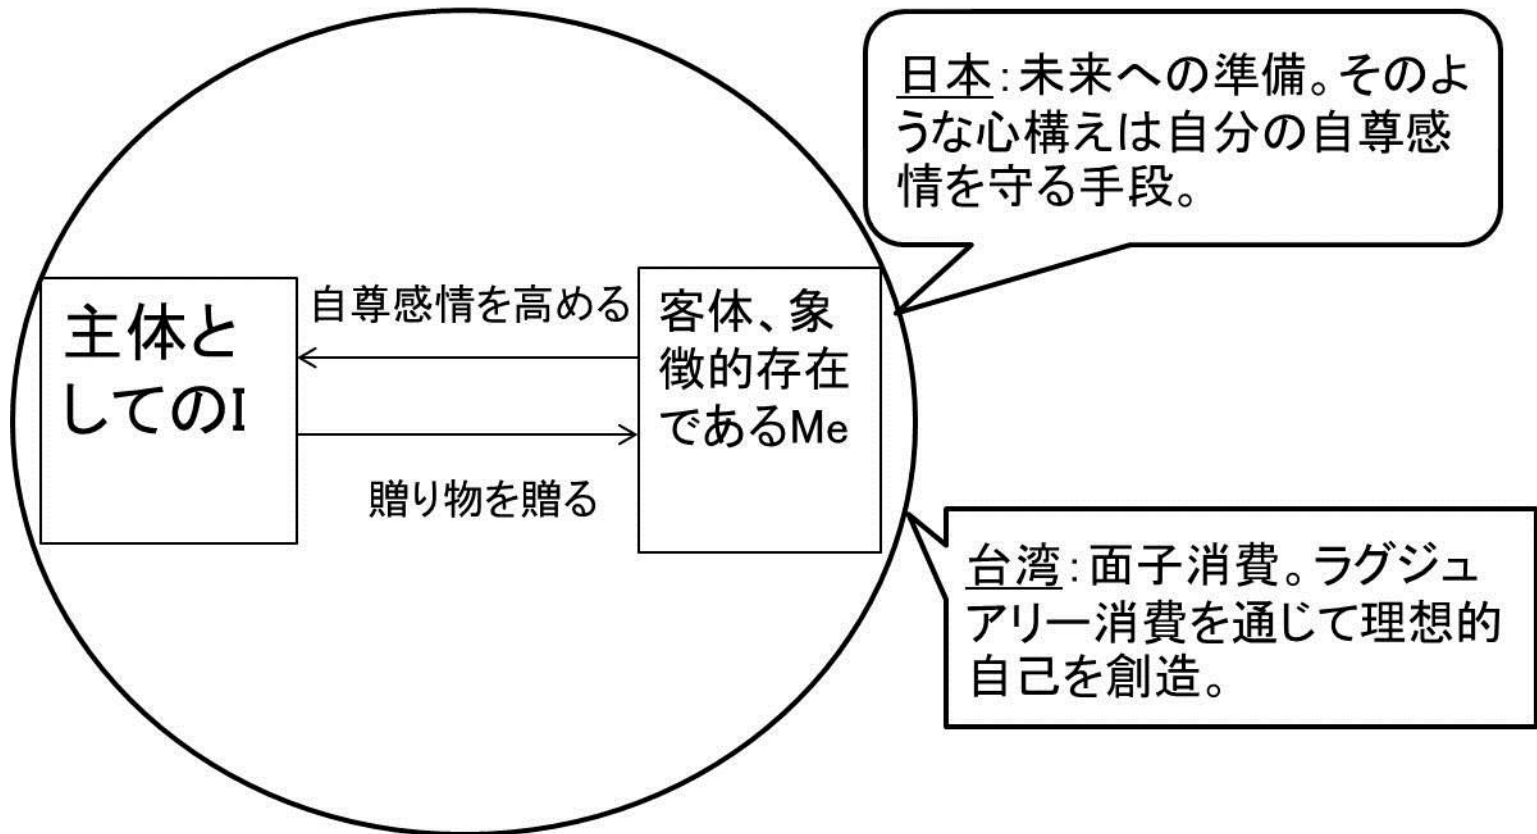 日本：未来への準備。そのよ
うな心構えは自分の自尊感
情を守る手段。
自尊感情を高める
主体と
してのI
客体、象
徴的存在
であるMe
贈り物を贈る
台湾：面子消費。ラグジュ
アリー消費を通じて理想的
自己を創造。